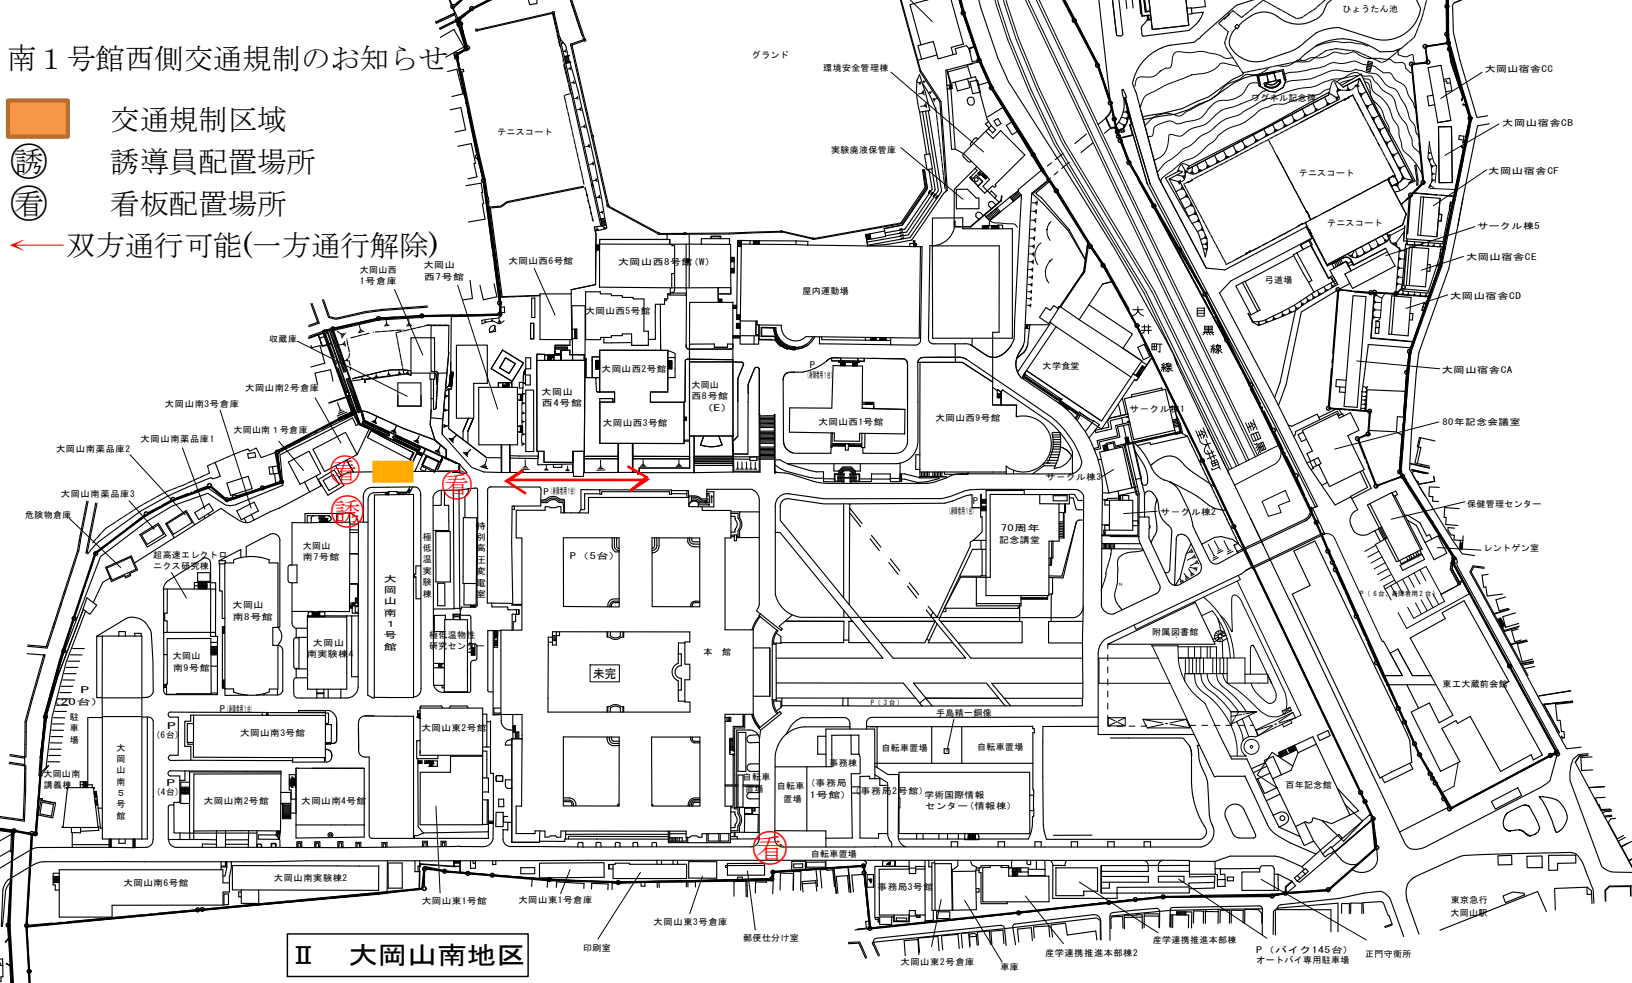 南１号館西側交通規制のお知らせ
交通規制区域
誘 誘導員配置場所
看 看板配置場所
双方通行可能(一方通行解除)
ひょうたん池
グランド
環境安全管理棟
大岡山宿舎CC
ワグネル記念碑
テニスコート
大岡山宿舎CB
実験廃液保管庫
大岡山宿舎CF
テニスコート
テニスコート
サークル棟5
大岡山宿舎CE
大岡山西
1号倉庫
大岡山
西7号館
大岡山西6号館
大岡山西8号館(W)
屋内運動場
弓道場
大岡山宿舎CD
大岡山西5号館
大井町線
目黒線
収蔵庫
大岡山西2号館
大学食堂
大岡山宿舎CA
大岡山南2号倉庫
大岡山
西4号館
大岡山
西8号館
(E)
P
大岡山南3号倉庫
大岡山西3号館
大岡山西1号館
大岡山西9号館
サークル棟1
80年記念会議室
大岡山南１号倉庫
大岡山南薬品庫1
大岡山南薬品庫2
至大井町
至目黒
看
看
サークル棟3
大岡山南薬品庫3
P
P
保健管理センター
危険物倉庫
誘
サークル棟2
70周年
記念講堂
超高速エレクトロ
ニクス研究棟
大岡山
南7号館
極低温実験棟
特別高圧変電室
P（5台）
レントゲン室
大岡山南1号館
大岡山
南8号館
大岡山
南実験棟4
極低温物性
研究センター
附属図書館
大岡山
南9号館
本館
未完
東工大蔵前会館
P
(20台)
駐車場
P
P(3台)
手島精一銅像
P
(6台)
大岡山南3号館
大岡山東2号館
自転車置場
自転車置場
大岡山南5号館
事務棟
大岡山南
講義棟
P
(4台)
大岡山南2号館
大岡山南4号館
自転車
置場
自転車
置場
(事務局
1号館)
(事務局2号館)
学術国際情報
センター(情報棟)
百年記念館
看
自転車置場
大岡山南6号館
大岡山南実験棟2
事務局3号館
大岡山東1号館
大岡山東1号倉庫
大岡山東3号倉庫
郵便仕分け室
印刷室
東京急行
大岡山駅
大岡山東2号倉庫
車庫
産学連携推進本部棟2
産学連携推進本部棟
P（バイク145台）
オートバイ専用駐車場
正門守衛所
Ⅱ 大岡山南地区